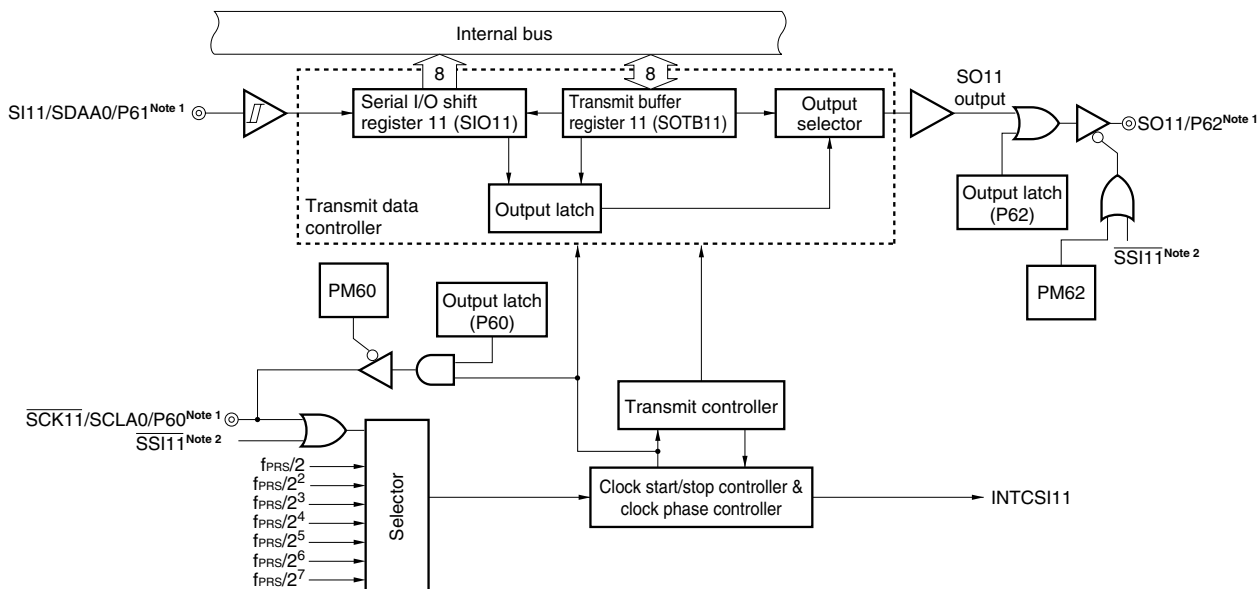 Internal bus
8
8
SI11/SDAA0/P61Note 1
Serial I/O shift
register 11 (SIO11)
Transmit buffer
register 11 (SOTB11)
Output
selector
SO11
output
SO11/P62Note 1
Output latch
Transmit data
controller
Output latch
(P62)
SSI11Note 2
PM62
PM60
Output latch
(P60)
SCK11/SCLA0/P60Note 1
SSI11Note 2
Transmit controller
fPRS/2
fPRS/2²
fPRS/2³
fPRS/2⁴
fPRS/2⁵
fPRS/2⁶
fPRS/2⁷
Selector
Clock start/stop controller &
clock phase controller
INTCSI11